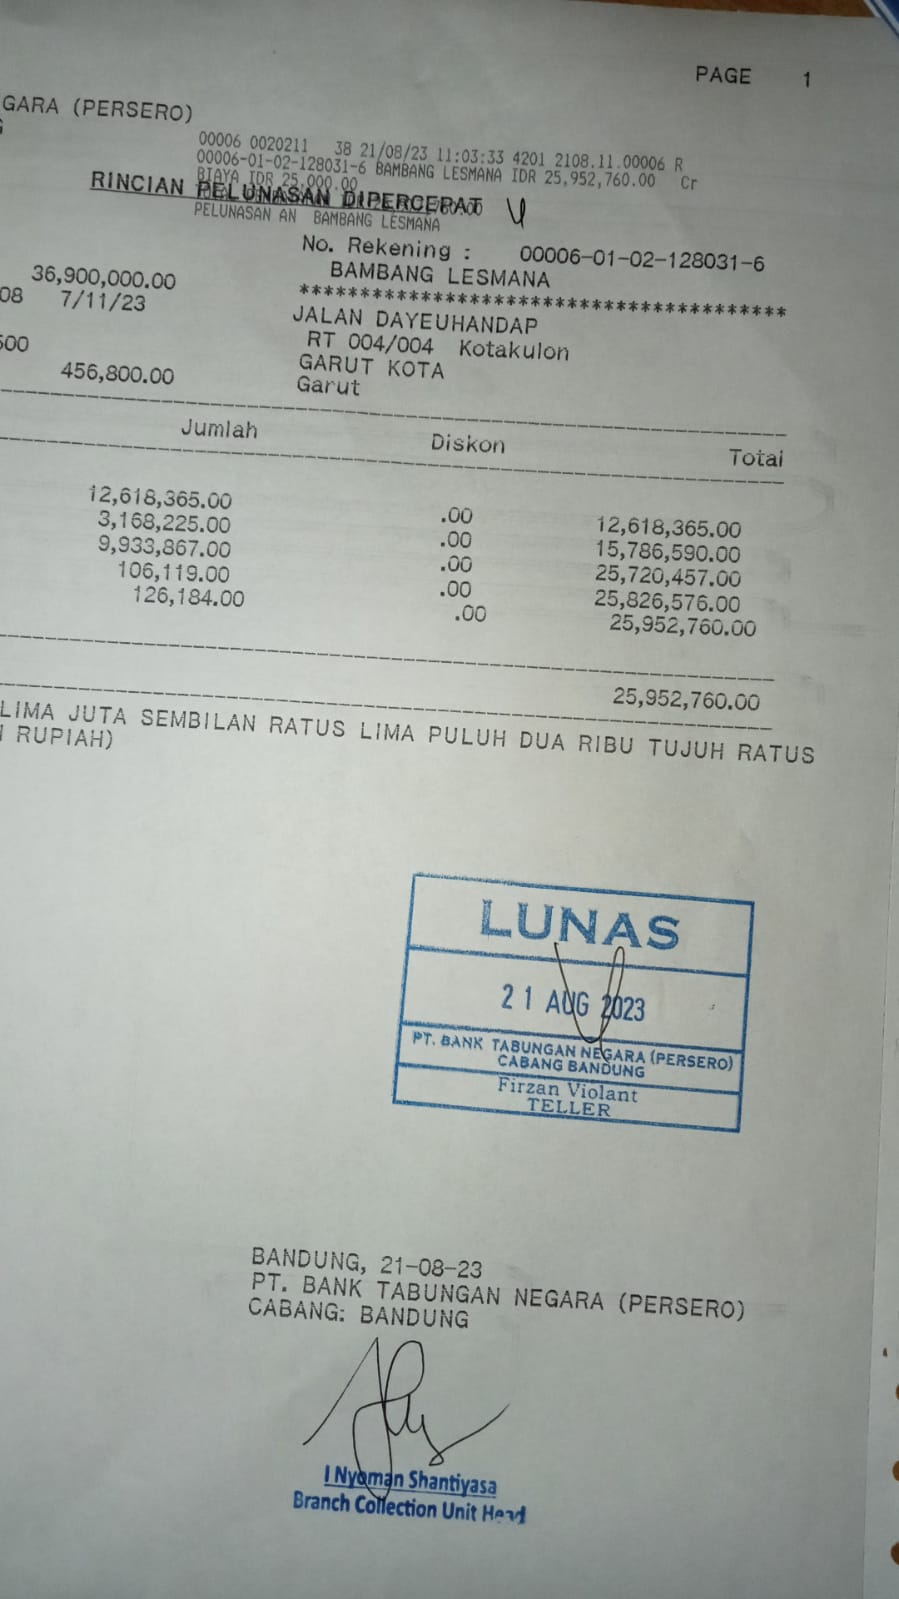 PAGE 1
GARA (PERSERO)
00006 0020211 38 21/08/23 11:03:33 4201 2108.11.00006 R
00006-01-02-128031-6 BAMBANG LESMANA IDR 25,952,760.00 Cr
BIAYA IDR 25,000.00
RINCIAN PELUNASAN DIPERCEPAT
PELUNASAN AN BAMBANG LESMANA
No. Rekening : 00006-01-02-128031-6
36,900,000.00 BAMBANG LESMANA
08 7/11/23 ****************************************
JALAN DAYEUHANDAP
500 RT 004/004 Kotakulon
456,800.00 GARUT KOTA
Garut
Jumlah Diskon Total
12,618,365.00 .00 12,618,365.00
3,168,225.00 .00 15,786,590.00
9,933,867.00 .00 25,720,457.00
106,119.00 .00 25,826,576.00
126,184.00 .00 25,952,760.00
25,952,760.00
LIMA JUTA SEMBILAN RATUS LIMA PULUH DUA RIBU TUJUH RATUS
RUPIAH)
LUNAS
21 AUG 2023
PT. BANK TABUNGAN NEGARA (PERSERO)
CABANG BANDUNG
Firzan Violant
TELLER
BANDUNG, 21-08-23
PT. BANK TABUNGAN NEGARA (PERSERO)
CABANG: BANDUNG
I Nyoman Shantiyasa
Branch Collection Unit Head